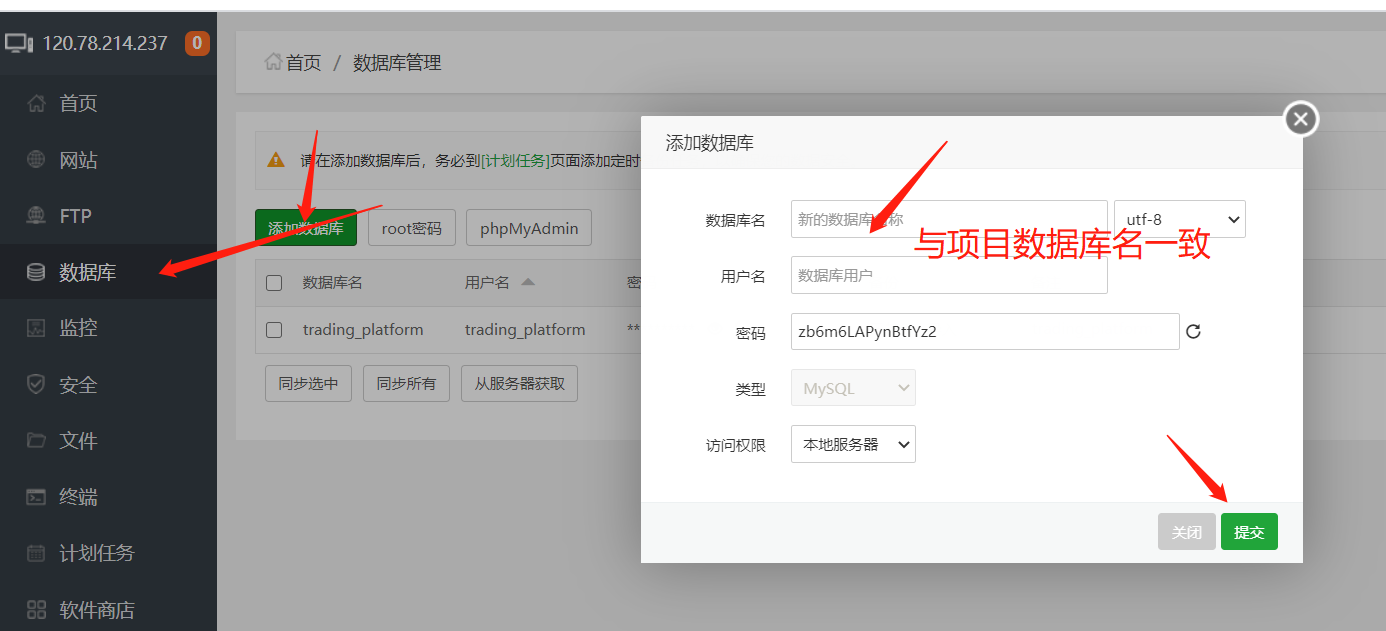 120.78.214.237 0
首页
网站
FTP
数据库
监控
安全
文件
终端
计划任务
软件商店
首页 / 数据库管理
请在添加数据库后，务必到[计划任务]页面添加定时
添加数据库 root密码 phpMyAdmin
数据库名 用户名 密
trading_platform trading_platform **
同步选中 同步所有 从服务器获取
添加数据库
数据库名 新的数据库名称 utf-8
与项目数据库名一致
用户名 数据库用户
密码 zb6m6LAPynBtfYz2
类型 MySQL
访问权限 本地服务器
关闭 提交